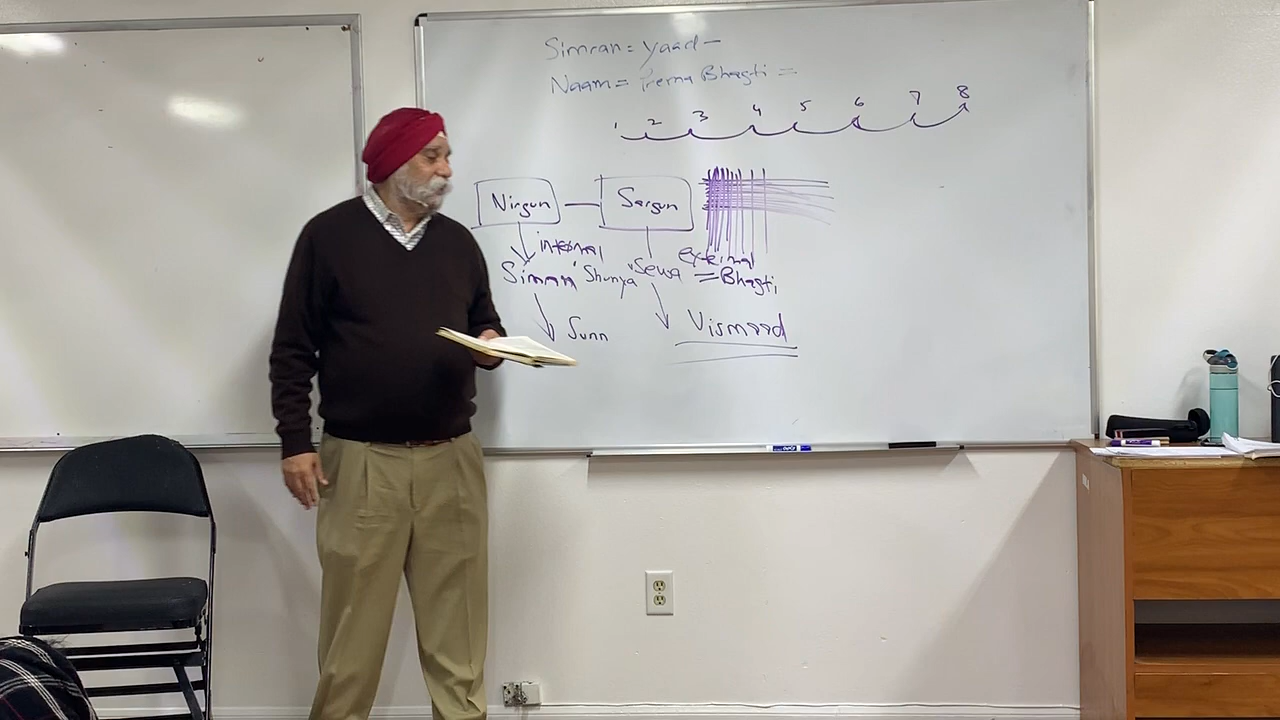 Simran = Yaad -
Naam = Prema Bhagti =
1 2 3 4 5 6 7 8
Nirgun — Sargun
internal external
Simran Shunya Sewa = Bhagti
Sunn Vismaad